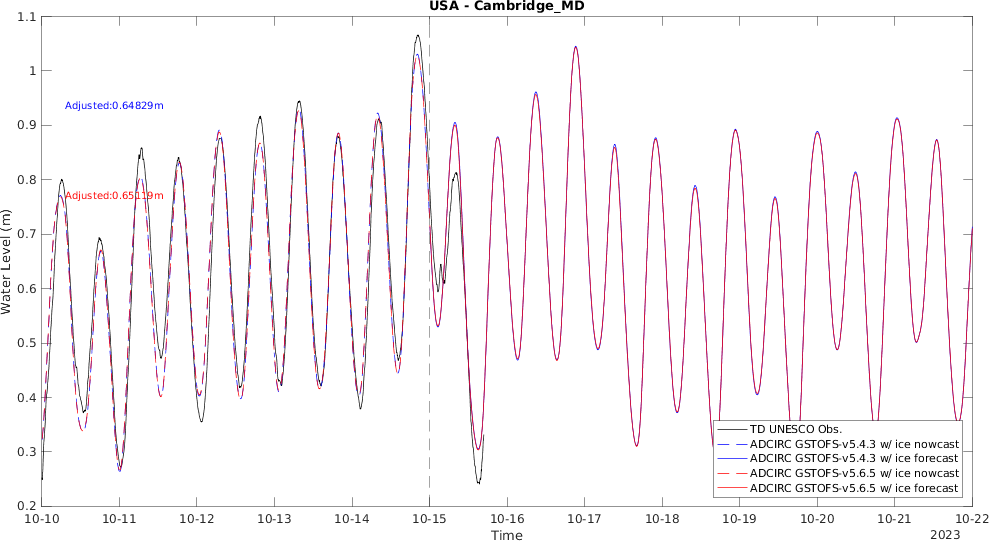 USA - Cambridge_MD
1.1
1
0.9
0.8
0.7
0.6
0.5
0.4
0.3
0.2
Water Level (m)
Adjusted:0.64829m
Adjusted:0.65119m
TD UNESCO Obs.
ADCIRC GSTOFS-v5.4.3 w/ ice nowcast
ADCIRC GSTOFS-v5.4.3 w/ ice forecast
ADCIRC GSTOFS-v5.6.5 w/ ice nowcast
ADCIRC GSTOFS-v5.6.5 w/ ice forecast
10-10 10-11 10-12 10-13 10-14 10-15 10-16 10-17 10-18 10-19 10-20 10-21 10-22
Time
2023